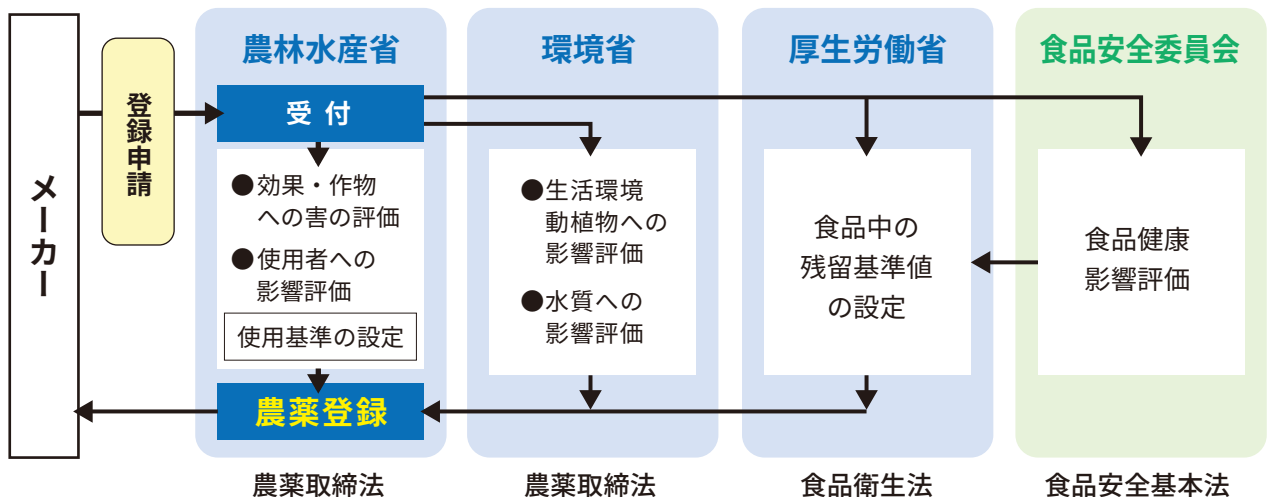 メーカー
登録申請
農林水産省
受付
●効果・作物
への害の評価
●使用者への
影響評価
使用基準の設定
農薬登録
農薬取締法
環境省
●生活環境
動植物への
影響評価
●水質への
影響評価
農薬取締法
厚生労働省
食品中の
残留基準値
の設定
食品衛生法
食品安全委員会
食品健康
影響評価
食品安全基本法